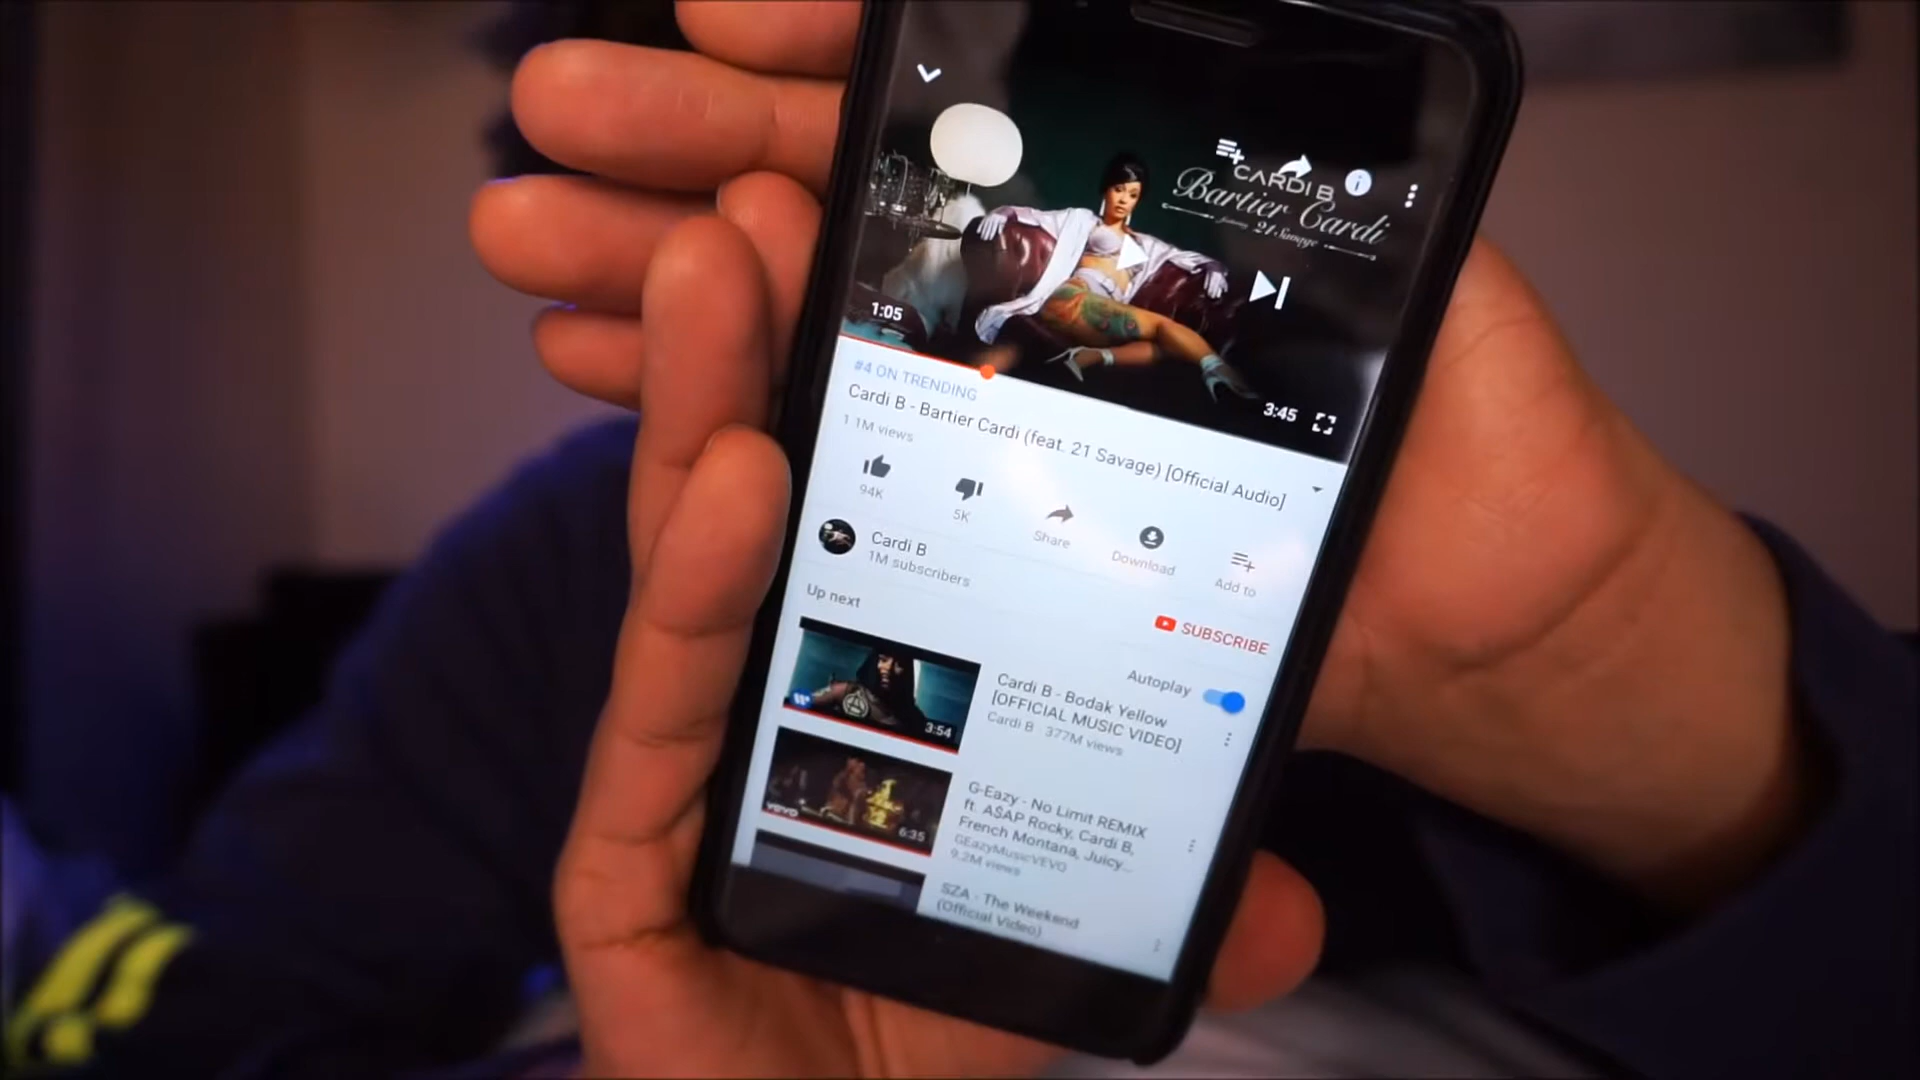 CARDI B
Bartier Cardi
featuring
21 Savage
1:05
3:45
#4 ON TRENDING
Cardi B - Bartier Cardi (feat. 21 Savage) [Official Audio]
1.1M views
94K
5K
Share
Download
Add to
Cardi B
1M subscribers
SUBSCRIBE
Up next
Autoplay
3:54
Cardi B - Bodak Yellow
[OFFICIAL MUSIC VIDEO]
Cardi B 377M views
vevo
6:35
G-Eazy - No Limit REMIX
ft. A$AP Rocky, Cardi B,
French Montana, Juicy...
GEazyMusicVEVO
9.2M views
SZA - The Weekend
(Official Video)